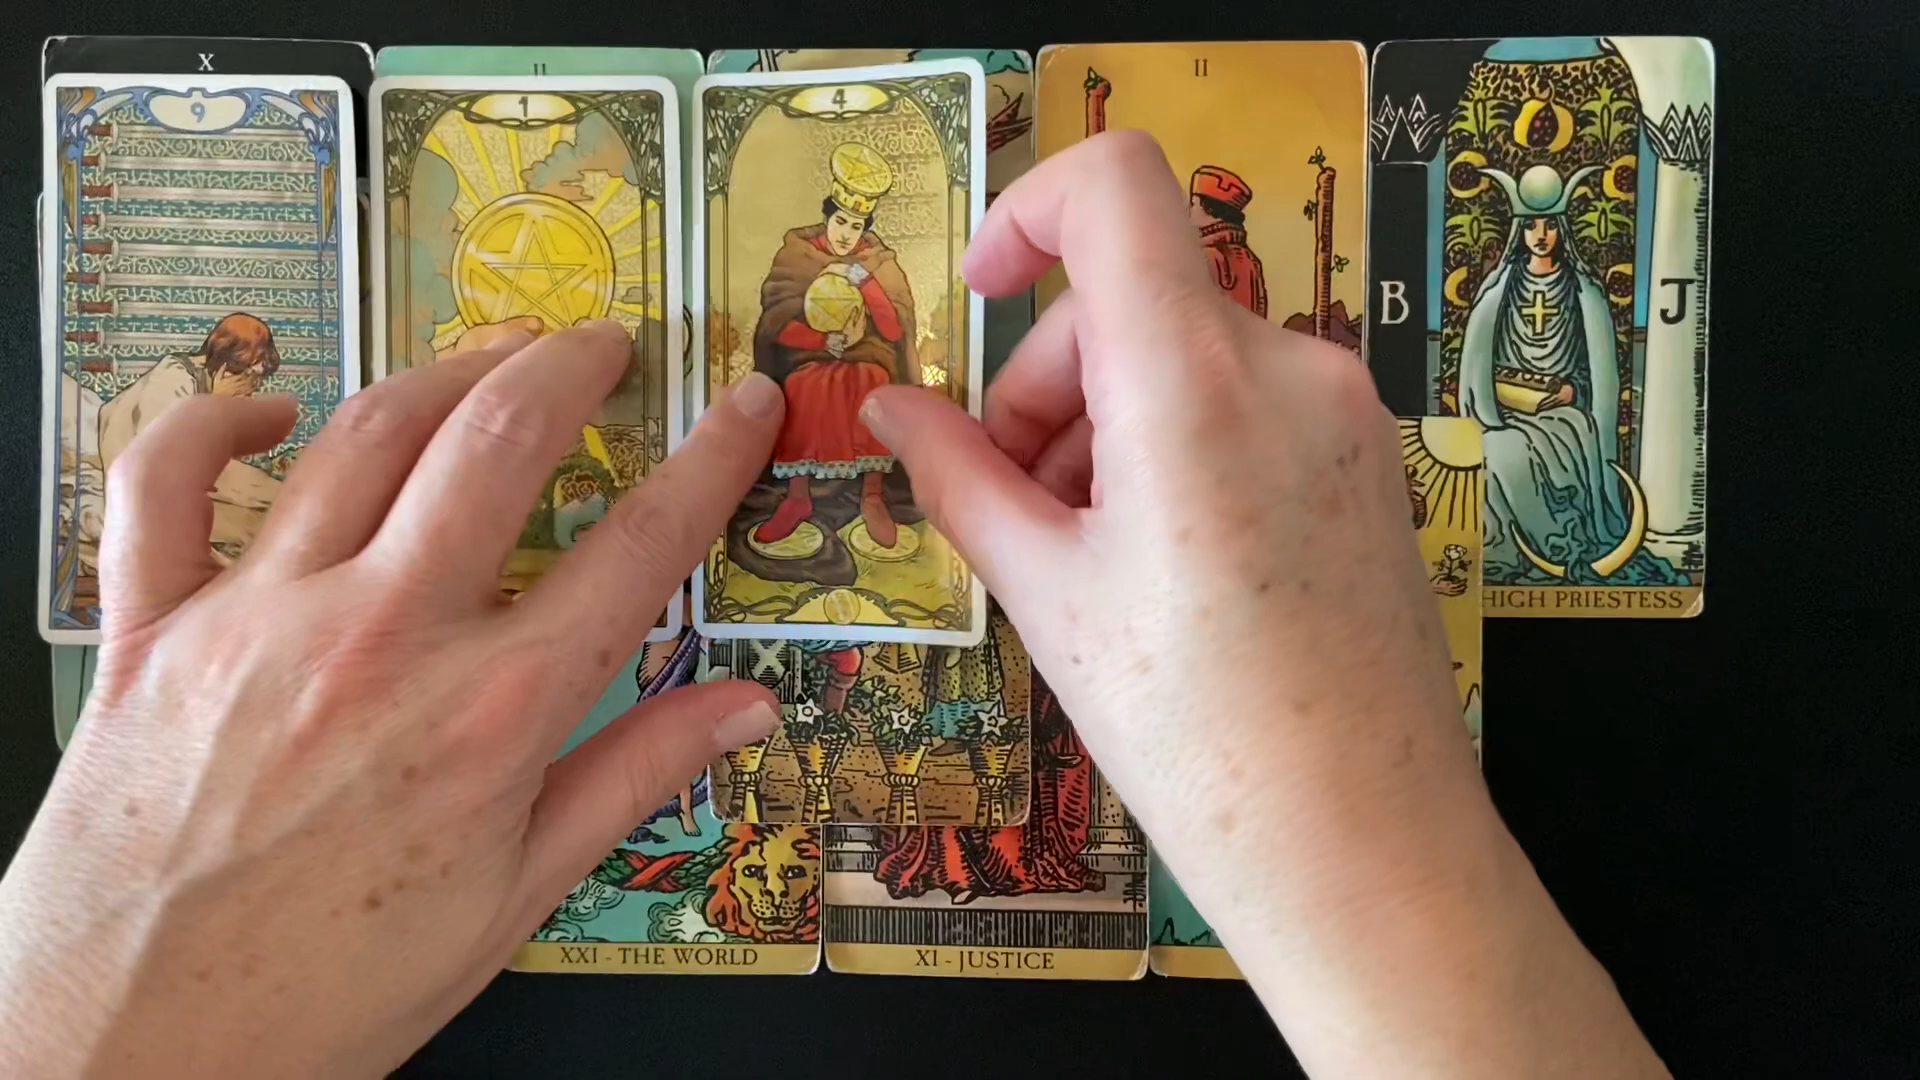 X
II
II
9
1
4
B
J
HIGH PRIESTESS
XXI - THE WORLD
XI - JUSTICE